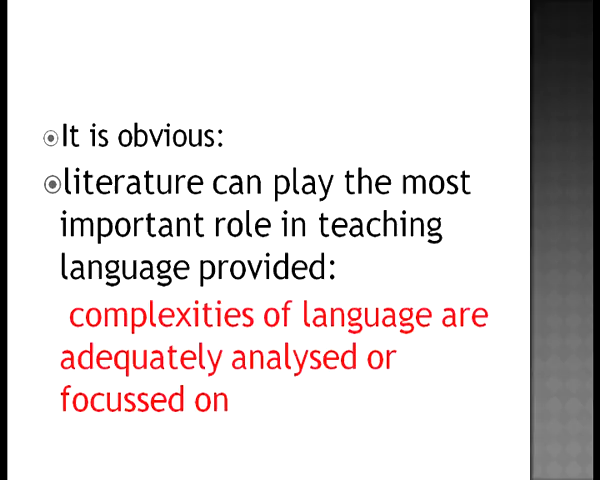 It is obvious:
literature can play the most
important role in teaching
language provided:
complexities of language are
adequately analysed or
focussed on